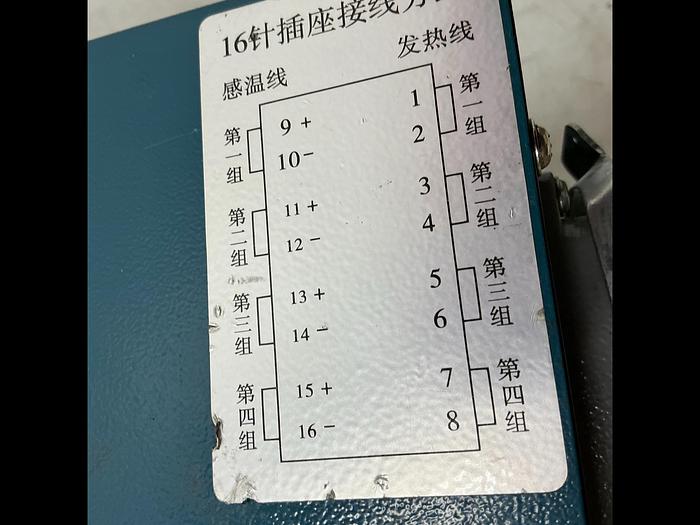 16针插座接线方
发热线
感温线
第一组
9 +
10 -
1
2
第一组
第二组
11 +
12 -
3
4
第二组
第三组
13 +
14 -
5
6
第三组
第四组
15 +
16 -
7
8
第四组